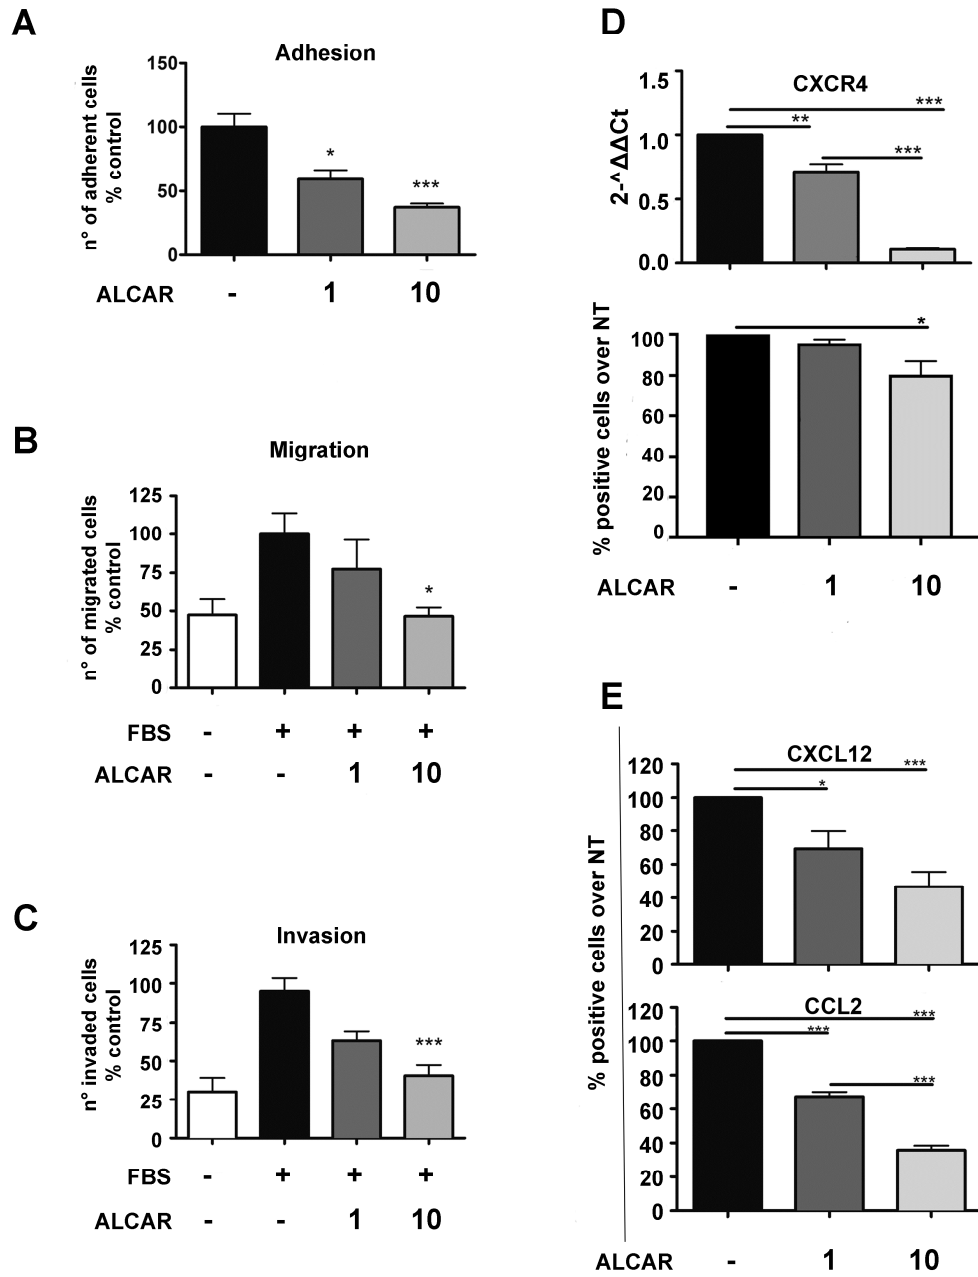 A
Adhesion
n° of adherent cells
% control
150
100
50
0
*
***
ALCAR - 1 10
B
Migration
n° of migrated cells
% control
125
100
75
50
25
0
*
FBS - + + +
ALCAR - - 1 10
C
Invasion
n° invaded cells
% control
125
100
75
50
25
0
***
FBS - + + +
ALCAR - - 1 10
D
CXCR4
2-^ΔΔCt
1.5
1.0
0.5
0.0
***
**
***
% positive cells over NT
100
80
60
40
20
0
*
ALCAR - 1 10
E
% positive cells over NT
CXCL12
120
100
80
60
40
20
0
***
*
CCL2
120
100
80
60
40
20
0
***
***
***
ALCAR - 1 10